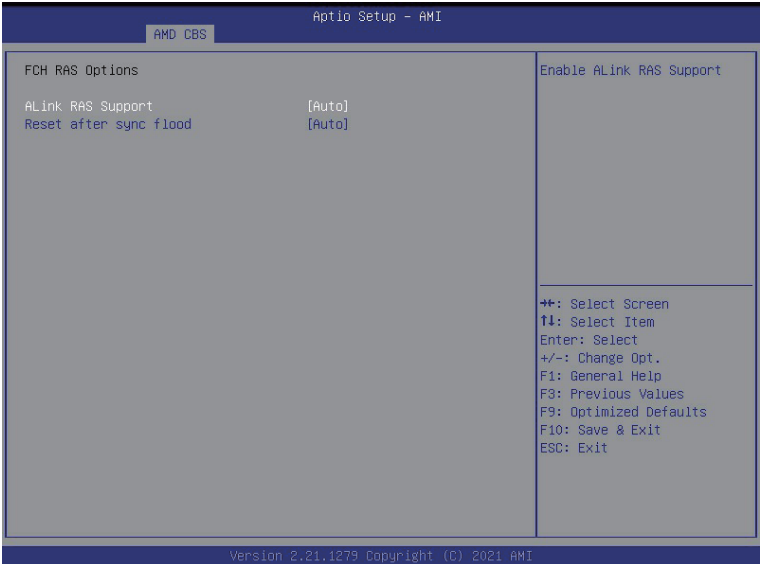 Aptio Setup – AMI
AMD CBS
FCH RAS Options
ALink RAS Support [Auto]
Reset after sync flood [Auto]
Enable ALink RAS Support
→←: Select Screen
↑↓: Select Item
Enter: Select
+/-: Change Opt.
F1: General Help
F3: Previous Values
F9: Optimized Defaults
F10: Save & Exit
ESC: Exit
Version 2.21.1279 Copyright (C) 2021 AMI